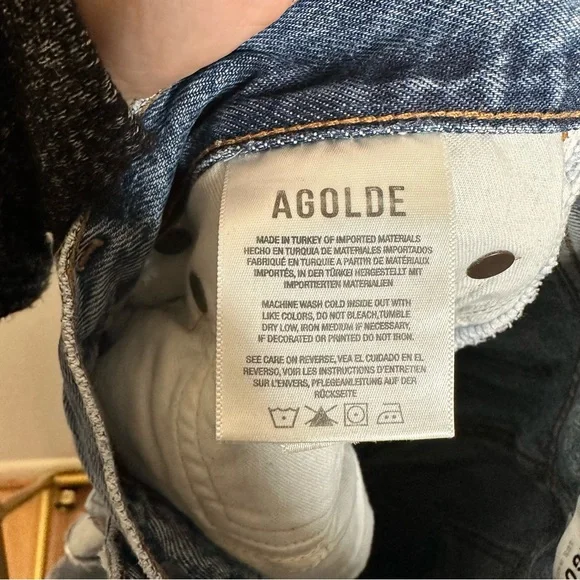 AGOLDE
MADE IN TURKEY OF IMPORTED MATERIALS
HECHO EN TURQUIA DE MATERIALES IMPORTADOS
FABRIQUÉ EN TURQUIE A PARTIR DE MATÉRIAUX
IMPORTÉS, IN DER TÜRKEI HERGESTELLT MIT
IMPORTIERTEN MATERIALIEN
MACHINE WASH COLD INSIDE OUT WITH
LIKE COLORS, DO NOT BLEACH,TUMBLE
DRY LOW, IRON MEDIUM IF NECESSARY,
IF DECORATED OR PRINTED DO NOT IRON.
SEE CARE ON REVERSE,VEA EL CUIDADO EN EL
REVERSO, VOIR LES INSTRUCTIONS D'ENTRETIEN
SUR L'ENVERS, PFLEGEANLEITUNG AUF DER
RÜCKSEITE